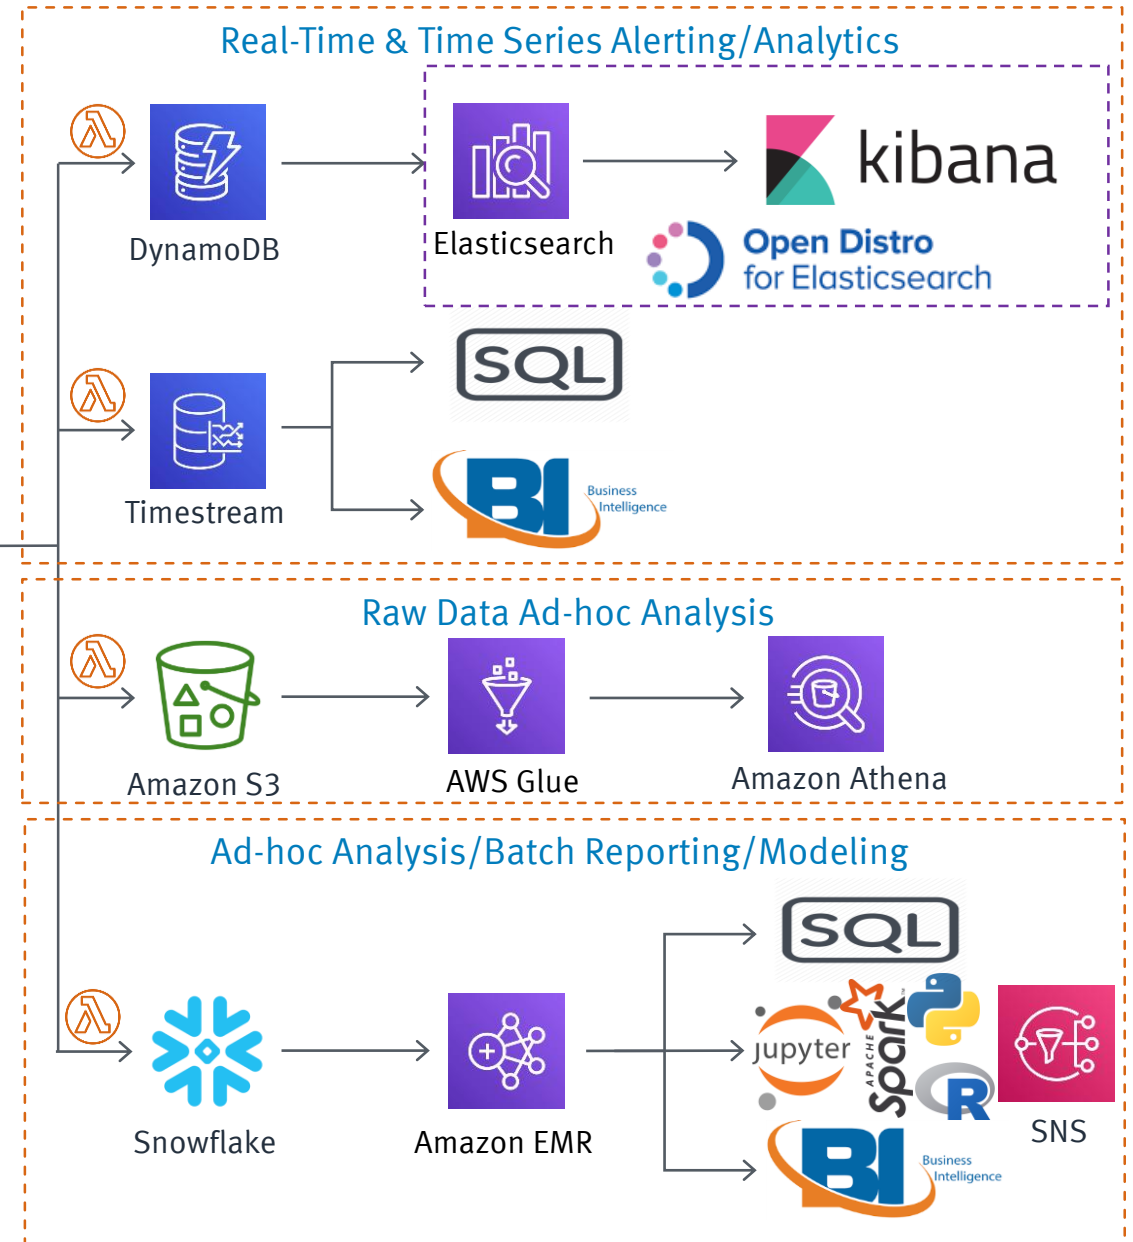 Real-Time & Time Series Alerting/Analytics
DynamoDB
Elasticsearch
kibana
Open Distro
for Elasticsearch
Timestream
SQL
BI
Business
Intelligence
Raw Data Ad-hoc Analysis
Amazon S3
AWS Glue
Amazon Athena
Ad-hoc Analysis/Batch Reporting/Modeling
Snowflake
Amazon EMR
SQL
jupyter
APACHE
Spark™
R
SNS
BI
Business
Intelligence